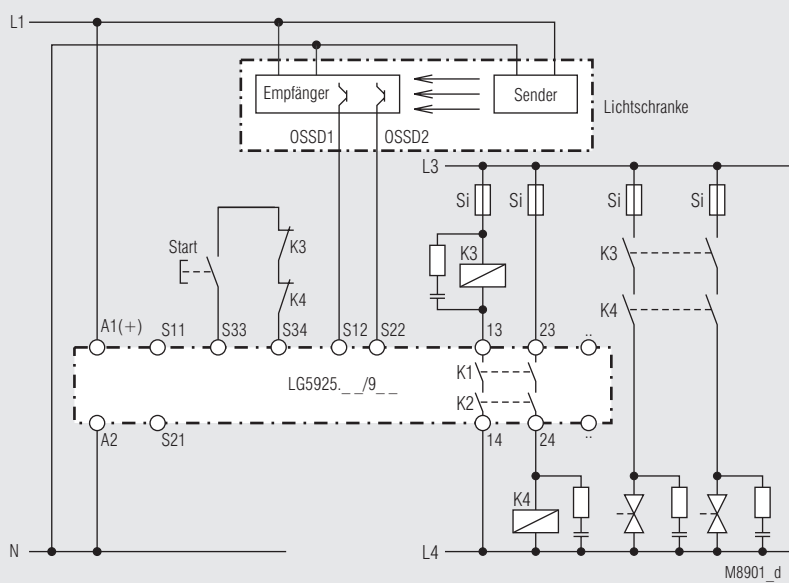 L1
Empfänger
Sender
Lichtschranke
OSSD1
OSSD2
L3
Si
Si
Si
Si
Start
K3
K3
K3
K4
K4
A1(+)
S11
S33
S34
S12
S22
13
23
..
K1
LG5925._ _/9_ _
K2
A2
S21
14
24
..
K4
N
L4
M8901_d